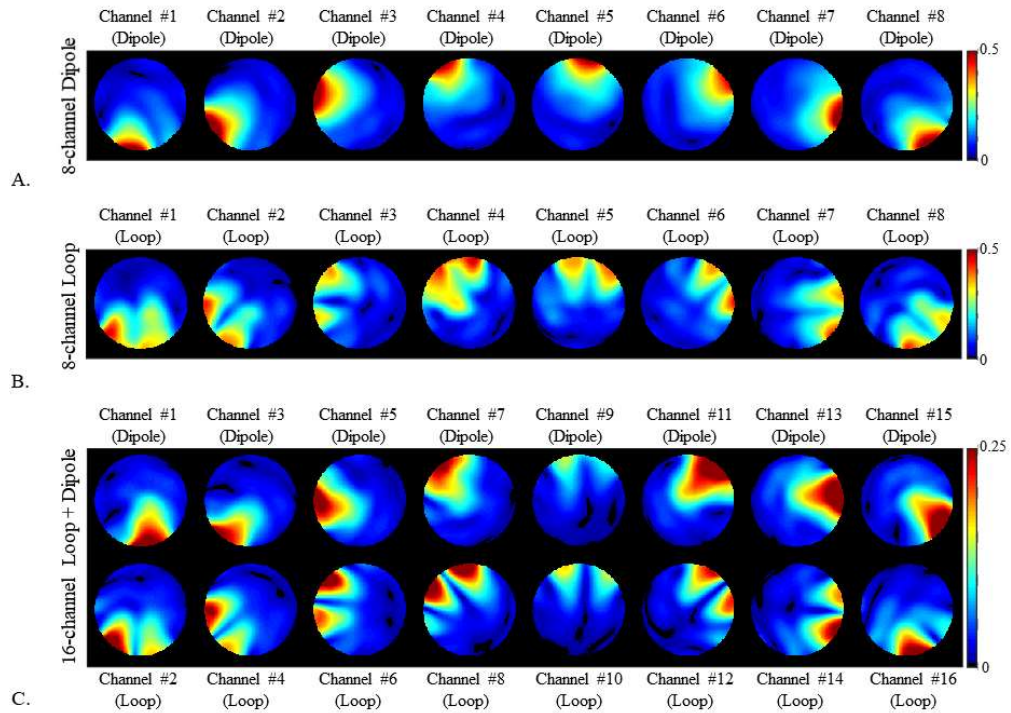 Channel #1 Channel #2 Channel #3 Channel #4 Channel #5 Channel #6 Channel #7 Channel #8
(Dipole) (Dipole) (Dipole) (Dipole) (Dipole) (Dipole) (Dipole) (Dipole)
8-channel Dipole
0.5
0
A.
Channel #1 Channel #2 Channel #3 Channel #4 Channel #5 Channel #6 Channel #7 Channel #8
(Loop) (Loop) (Loop) (Loop) (Loop) (Loop) (Loop) (Loop)
8-channel Loop
0.5
0
B.
Channel #1 Channel #3 Channel #5 Channel #7 Channel #9 Channel #11 Channel #13 Channel #15
(Dipole) (Dipole) (Dipole) (Dipole) (Dipole) (Dipole) (Dipole) (Dipole)
16-channel Loop + Dipole
0.25
0
Channel #2 Channel #4 Channel #6 Channel #8 Channel #10 Channel #12 Channel #14 Channel #16
(Loop) (Loop) (Loop) (Loop) (Loop) (Loop) (Loop) (Loop)
C.